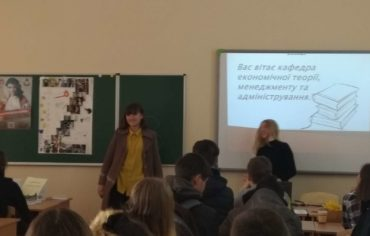 Вас вітає кафедра
економічної теорії,
менеджменту та
адміністрування.